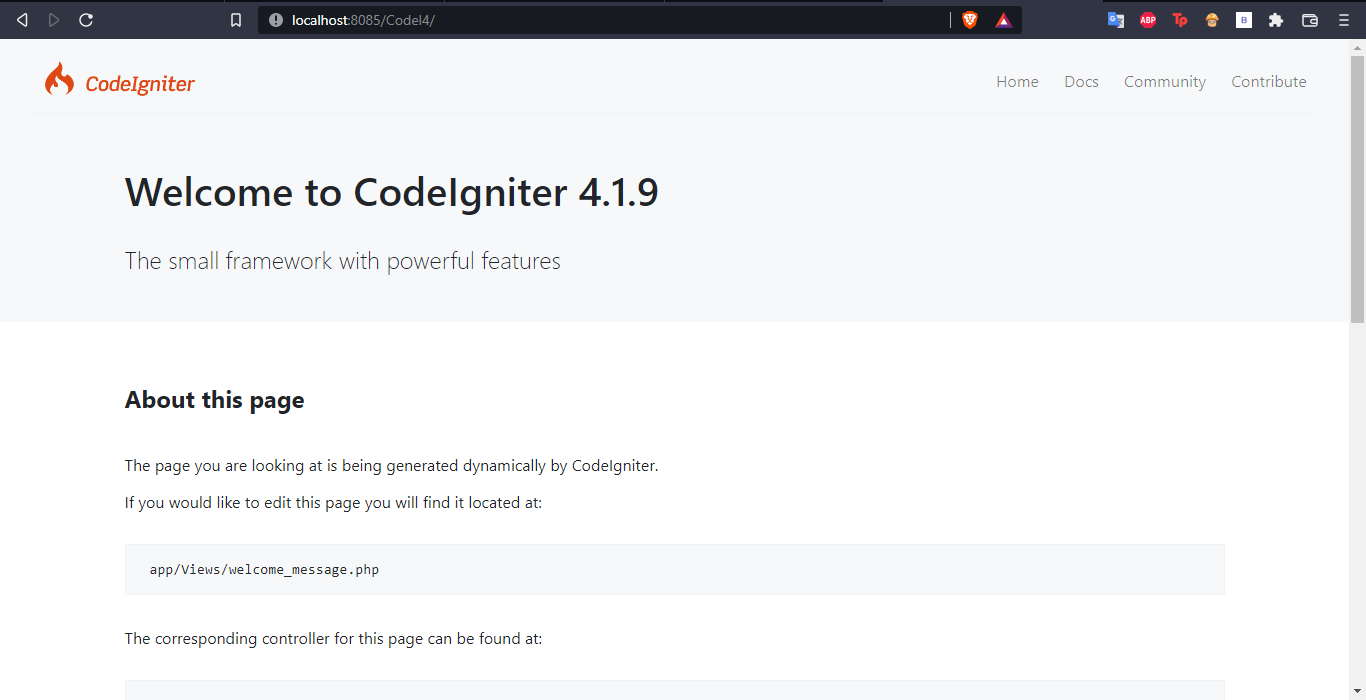 localhost:8085/CodeI4/
ABP
Tp
B
CodeIgniter
Home Docs Community Contribute
Welcome to CodeIgniter 4.1.9
The small framework with powerful features
About this page
The page you are looking at is being generated dynamically by CodeIgniter.
If you would like to edit this page you will find it located at:
app/Views/welcome_message.php
The corresponding controller for this page can be found at: